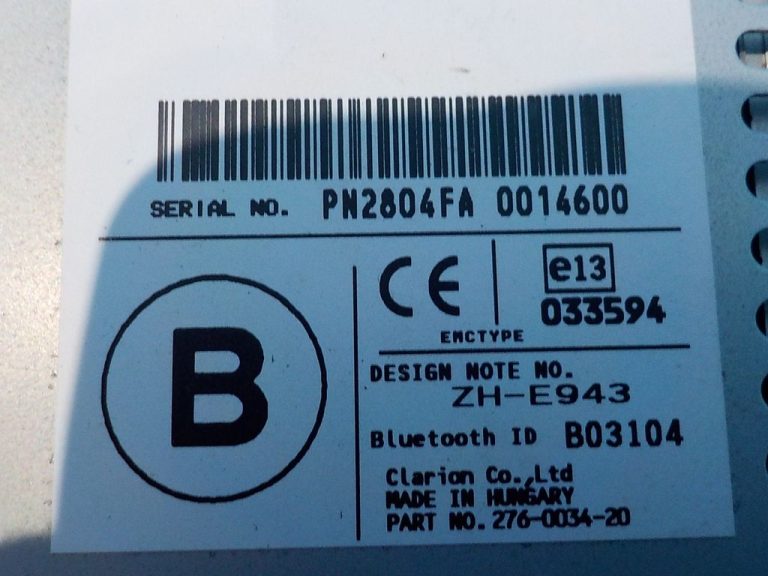 SERIAL NO. PN2804FA 0014600
B
CE
e13
033594
EMCTYPE
DESIGN NOTE NO.
ZH-E943
Bluetooth ID B03104
Clarion Co.,Ltd
MADE IN HUNGARY
PART NO. 276-0034-20